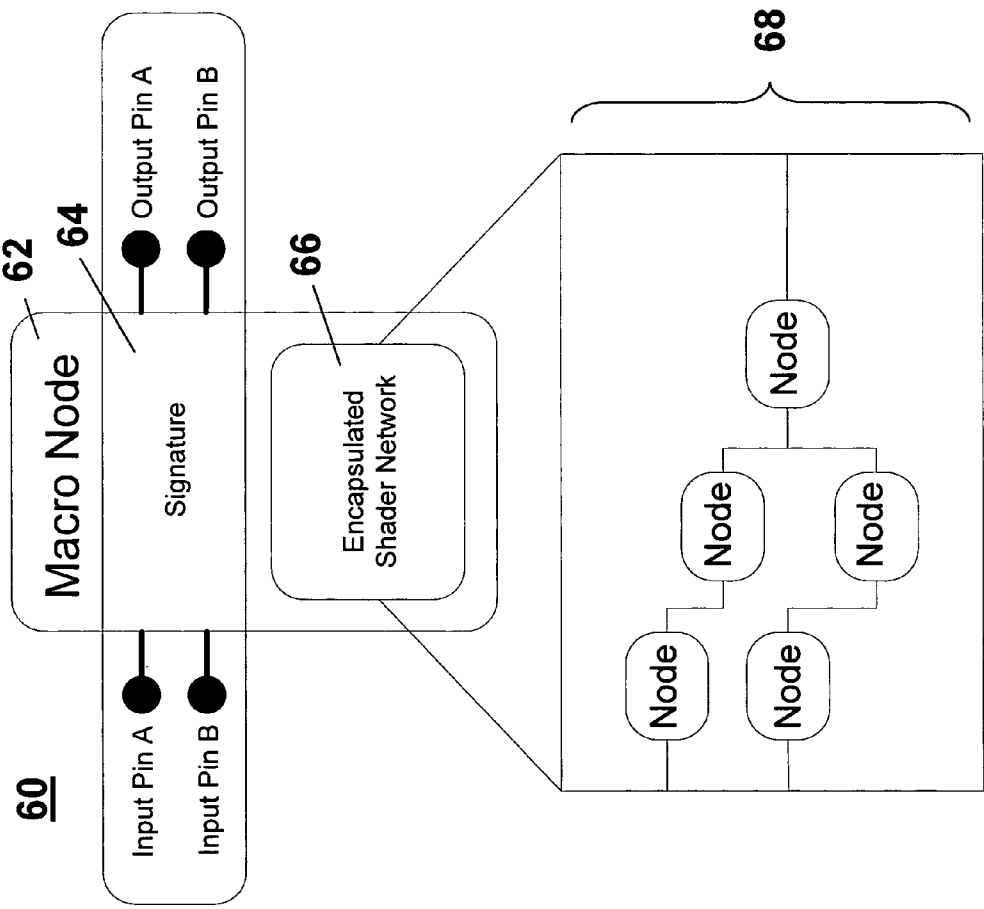 60
62
64
Macro Node
Input Pin A
Input Pin B
Signature
Output Pin A
Output Pin B
66
Encapsulated
Shader Network
68
Node
Node
Node
Node
Node